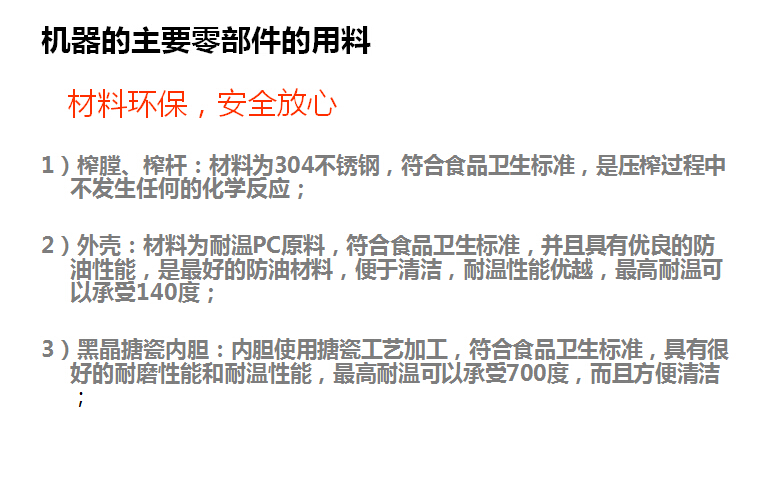 机器的主要零部件的用料
材料环保，安全放心
1）榨膛、榨杆：材料为304不锈钢，符合食品卫生标准，是压榨过程中
不发生任何的化学反应；
2）外壳：材料为耐温PC原料，符合食品卫生标准，并且具有优良的防
油性能，是最好的防油材料，便于清洁，耐温性能优越，最高耐温可
以承受140度；
3）黑晶搪瓷内胆：内胆使用搪瓷工艺加工，符合食品卫生标准，具有很
好的耐磨性能和耐温性能，最高耐温可以承受700度，而且方便清洁
；